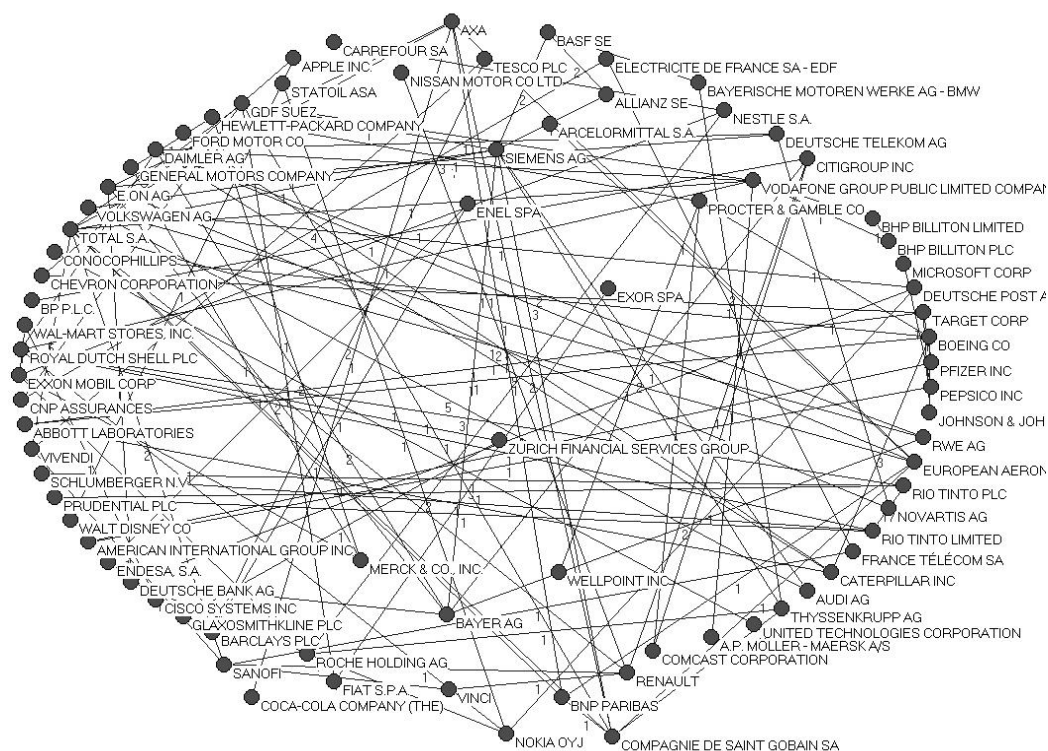 AXA
CARREFOUR SA
BASF SE
APPLE INC.
TESCO PLC
ELECTRICITE DE FRANCE SA - EDF
NISSAN MOTOR CO LTD
STATOIL ASA
BAYERISCHE MOTOREN WERKE AG - BMW
ALLIANZ SE
GDF SUEZ
NESTLE S.A.
HEWLETT-PACKARD COMPANY
ARCELORMITTAL S.A.
FORD MOTOR CO
DEUTSCHE TELEKOM AG
DAIMLER AG
SIEMENS AG
CITIGROUP INC
GENERAL MOTORS COMPANY
VODAFONE GROUP PUBLIC LIMITED COMPAN
E.ON AG
PROCTER & GAMBLE CO
VOLKSWAGEN AG
ENEL SPA
BHP BILLITON LIMITED
TOTAL S.A.
BHP BILLITON PLC
CONOCOPHILLIPS
MICROSOFT CORP
CHEVRON CORPORATION
EXOR SPA
DEUTSCHE POST A
BP P.L.C.
TARGET CORP
WAL-MART STORES, INC.
BOEING CO
ROYAL DUTCH SHELL PLC
PFIZER INC
EXXON MOBIL CORP
PEPSICO INC
CNP ASSURANCES
JOHNSON & JOH
ABBOTT LABORATORIES
RWE AG
ZURICH FINANCIAL SERVICES GROUP
VIVENDI
EUROPEAN AERON
SCHLUMBERGER N.V.
RIO TINTO PLC
PRUDENTIAL PLC
NOVARTIS AG
WALT DISNEY CO
RIO TINTO LIMITED
AMERICAN INTERNATIONAL GROUP INC
FRANCE TÉLÉCOM SA
MERCK & CO., INC.
ENDESA, S.A.
WELLPOINT INC
CATERPILLAR INC
DEUTSCHE BANK AG
AUDI AG
CISCO SYSTEMS INC
BAYER AG
THYSSENKRUPP AG
GLAXOSMITHKLINE PLC
UNITED TECHNOLOGIES CORPORATION
BARCLAYS PLC
A.P. MOLLER - MAERSK A/S
COMCAST CORPORATION
ROCHE HOLDING AG
SANOFI
RENAULT
FIAT S.P.A.
VINCI
COCA-COLA COMPANY (THE)
BNP PARIBAS
NOKIA OYJ
COMPAGNIE DE SAINT GOBAIN SA